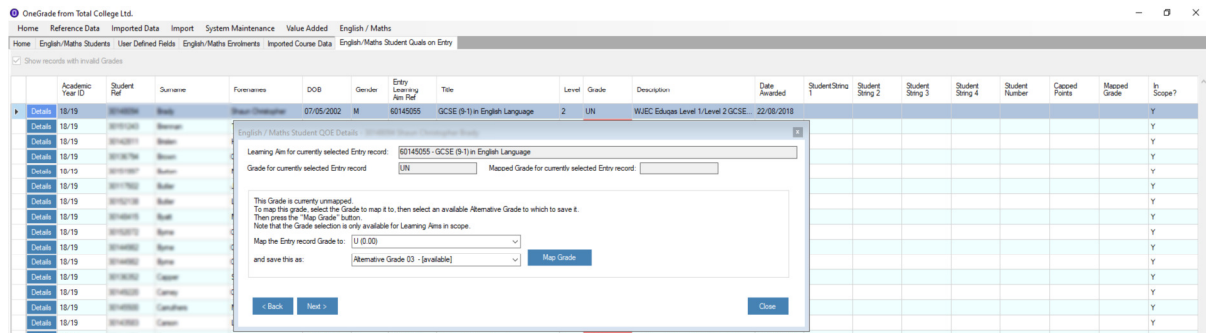 OneGrade from Total College Ltd.
Home Reference Data Imported Data Import System Maintenance Value Added English / Maths
Home English/Maths Students User Defined Fields English/Maths Enrolments Imported Course Data English/Maths Student Quals on Entry
Show records with invalid Grades
Academic Year ID Student Ref Surname Forenames DOB Gender Entry Learning Aim Ref Title Level Grade Description Date Awarded StudentString 1 Student String 2 Student String 3 Student String 4 Student Number Capped Points Mapped Grade In Scope?
Details 18/19 07/05/2002 M 60145055 GCSE (9-1) in English Language 2 UN WJEC Eduqas Level 1/Level 2 GCSE... 22/08/2018 Y
Details 18/19 Y
English / Maths Student QOE Details
Details 18/19 Y
Learning Aim for currently selected Entry record: 60145055 - GCSE (9-1) in English Language
Details 18/19 Y
Grade for currently selected Entry record UN Mapped Grade for currently selected Entry record:
Details 18/19 Y
Details 18/19 Y
This Grade is currently unmapped.
Details 18/19 Y
To map this grade, select the Grade to map it to, then select an available Alternative Grade to which to save it.
Then press the "Map Grade" button.
Details 18/19 Y
Note that the Grade selection is only available for Learning Aims in scope.
Details 18/19 Y
Map the Entry record Grade to: U (0.00)
Details 18/19 Y
and save this as: Alternative Grade 03 - [available] Map Grade
Details 18/19 Y
Details 18/19 Y
Details 18/19 Y
< Back Next > Close
Details 18/19 Y
Details 18/19 Y